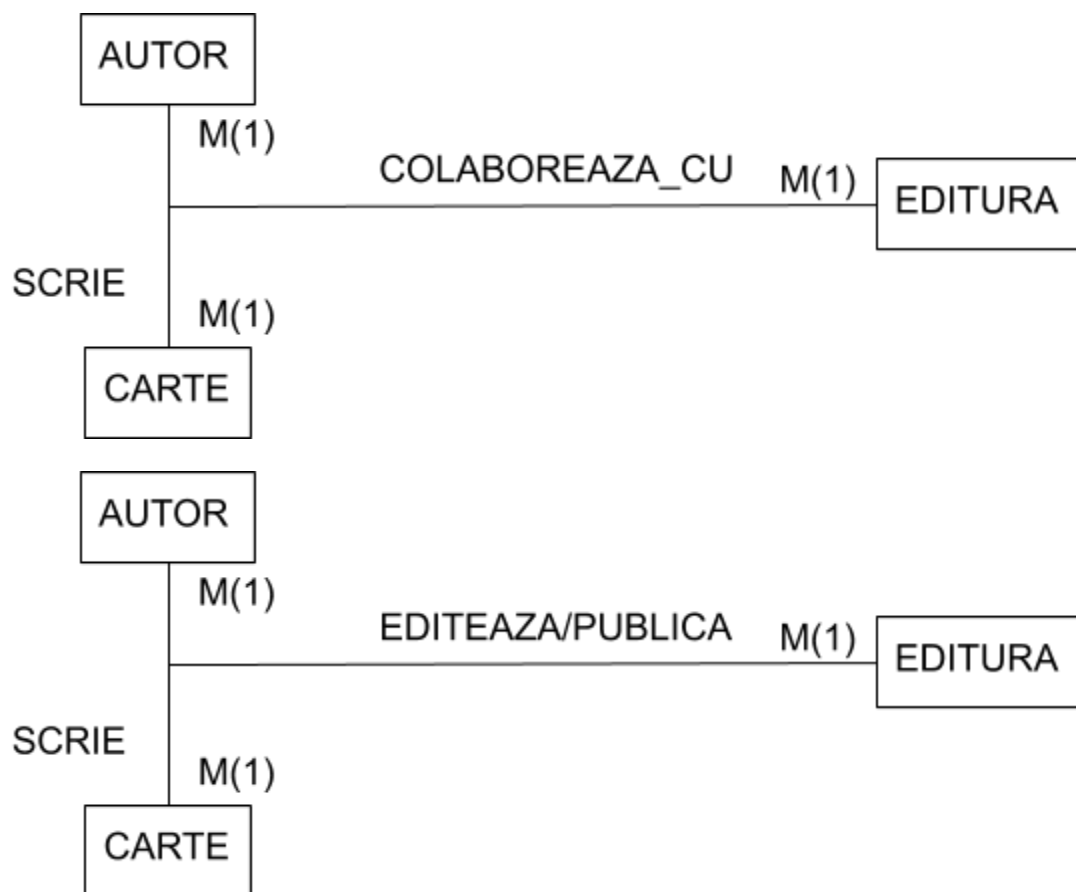 AUTOR
M(1)
COLABOREAZA_CU
M(1)
EDITURA
SCRIE
M(1)
CARTE
AUTOR
M(1)
EDITEAZA/PUBLICA
M(1)
EDITURA
SCRIE
M(1)
CARTE